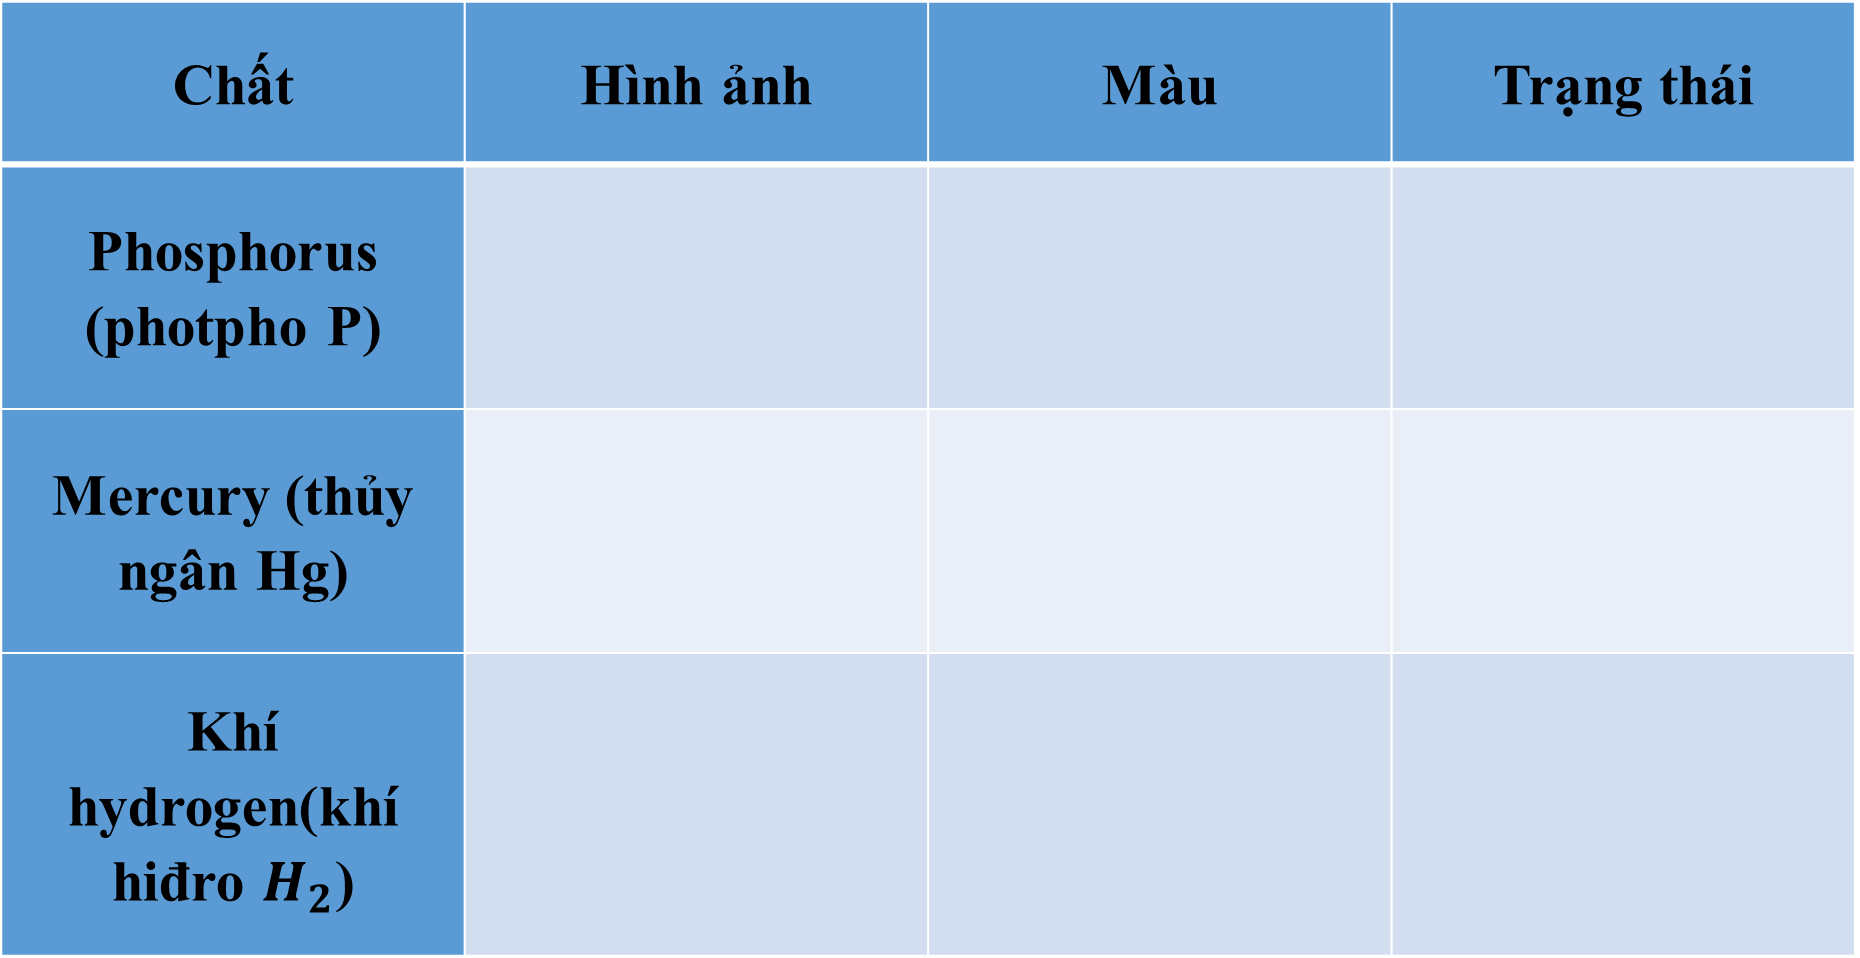 Chất
Hình ảnh
Màu
Trạng thái
Phosphorus
(photpho P)
Mercury (thủy
ngân Hg)
Khí
hydrogen(khí
hiđro H₂)